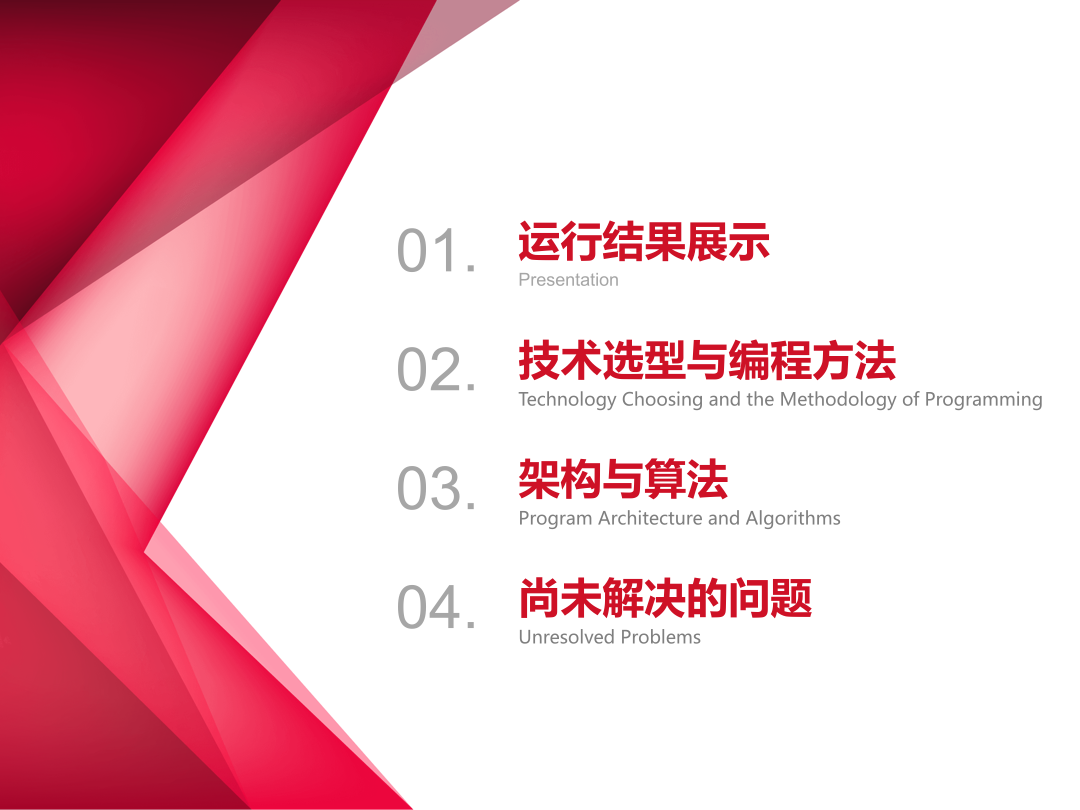 01.
运行结果展示
Presentation
02.
技术选型与编程方法
Technology Choosing and the Methodology of Programming
03.
架构与算法
Program Architecture and Algorithms
04.
尚未解决的问题
Unresolved Problems